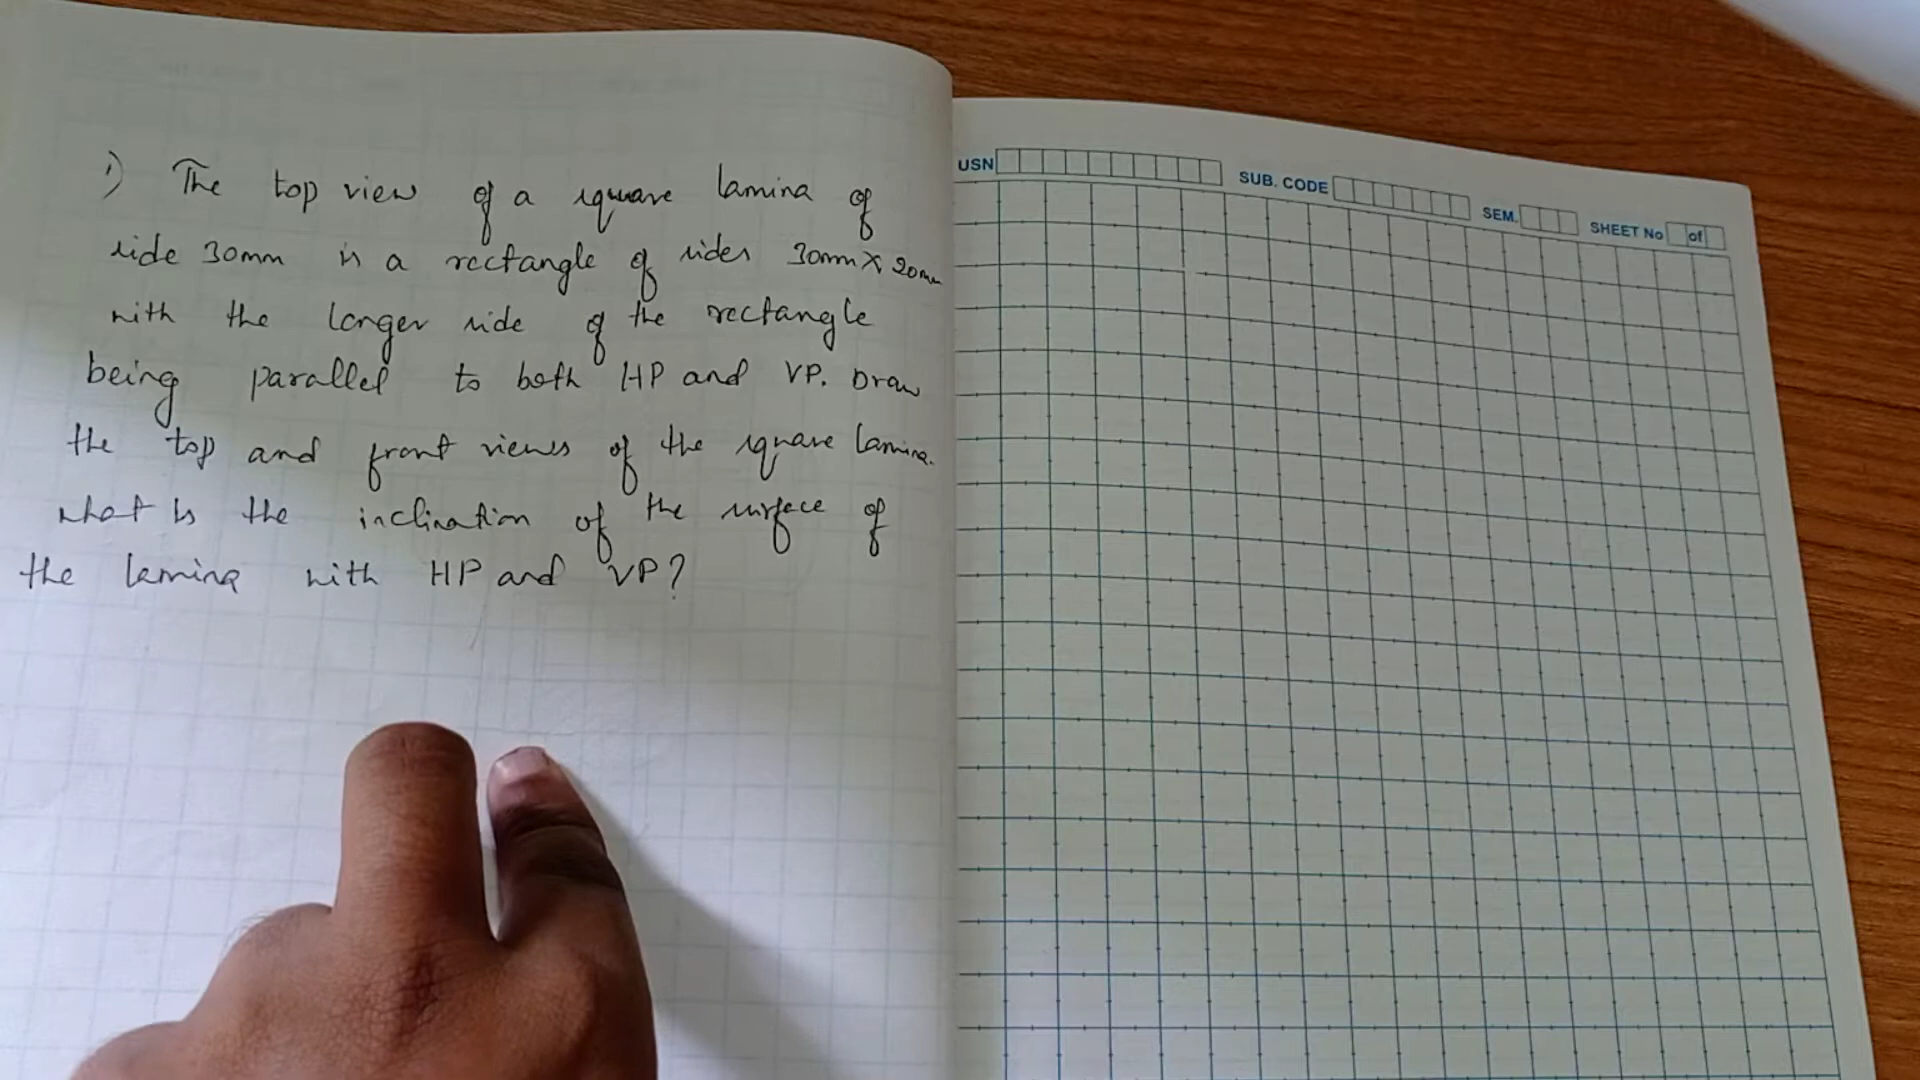 1) The top view of a square lamina of
side 30mm is a rectangle of sides 30mm X 20mm
with the longer side of the rectangle
being parallel to both HP and VP. Draw
the top and front views of the square lamina.
what is the inclination of the surface of
the lamina with HP and VP?
USN SUB. CODE SEM. SHEET No of